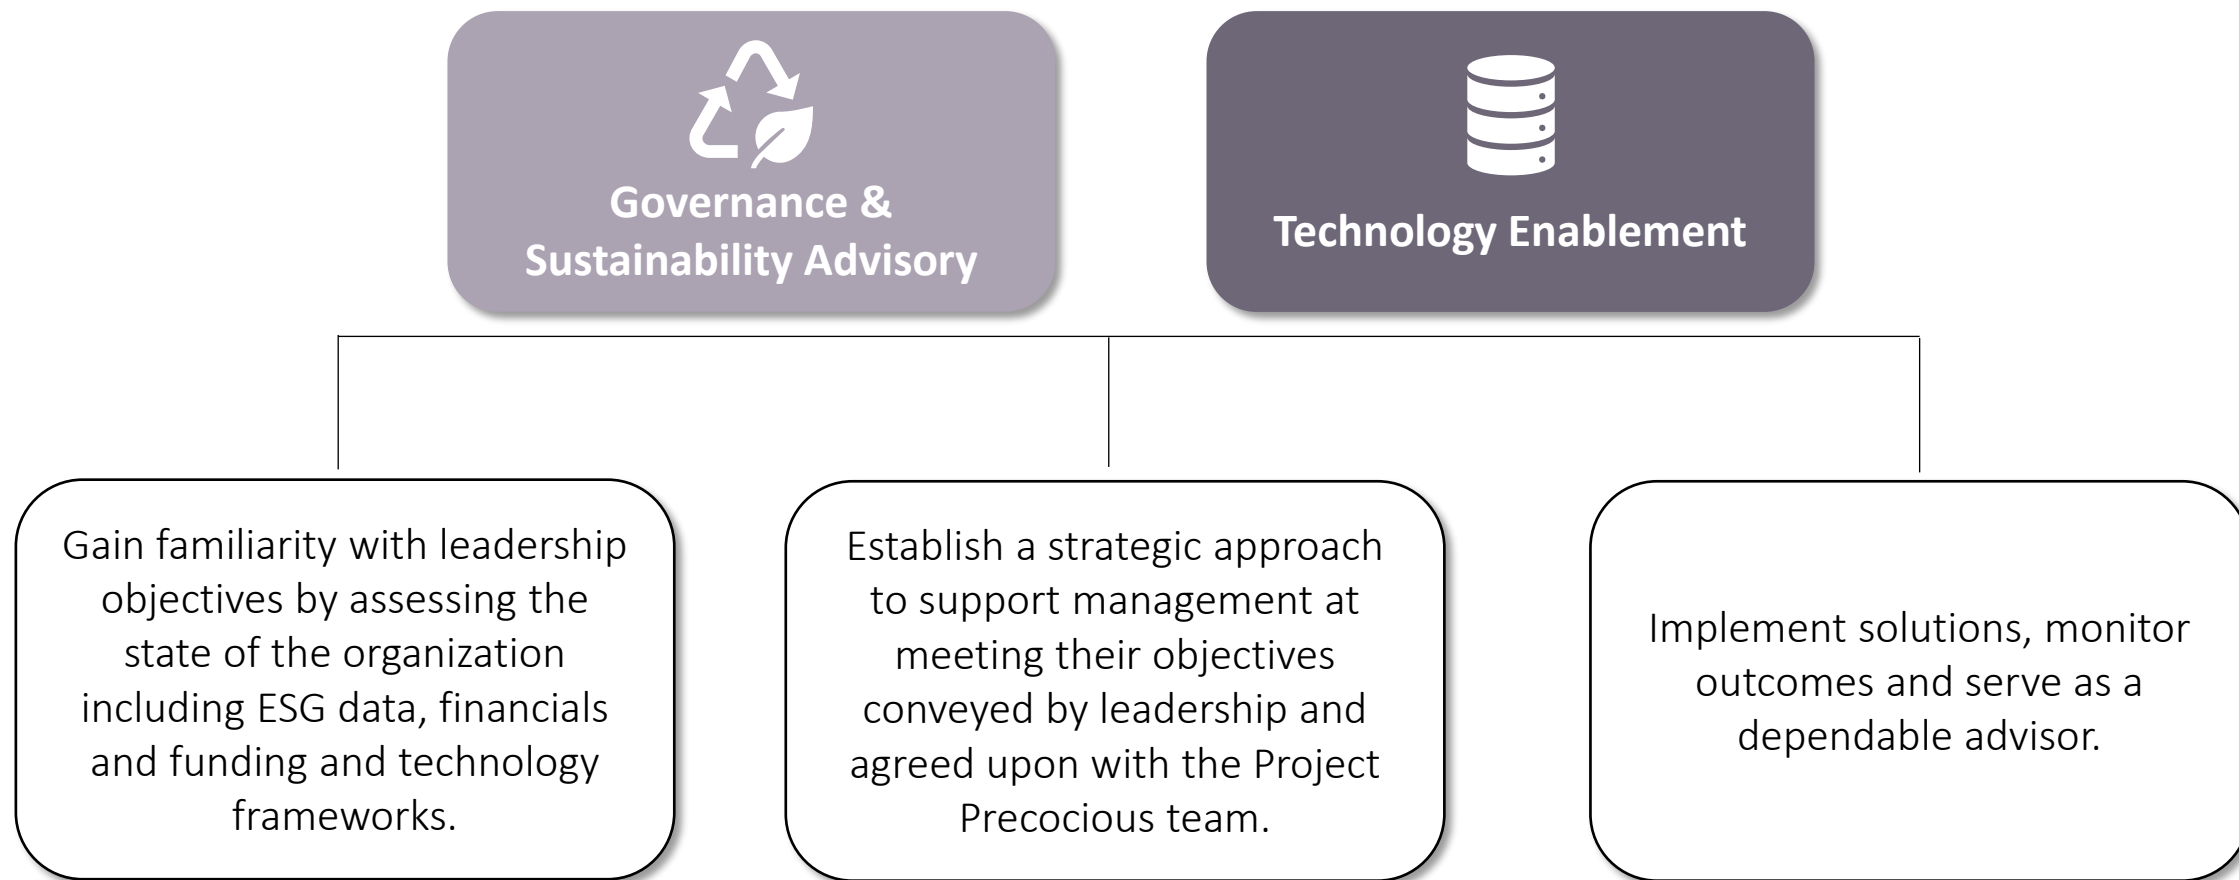 Governance &
Sustainability Advisory
Technology Enablement
Gain familiarity with leadership
objectives by assessing the
state of the organization
including ESG data, financials
and funding and technology
frameworks.
Establish a strategic approach
to support management at
meeting their objectives
conveyed by leadership and
agreed upon with the Project
Precocious team.
Implement solutions, monitor
outcomes and serve as a
dependable advisor.